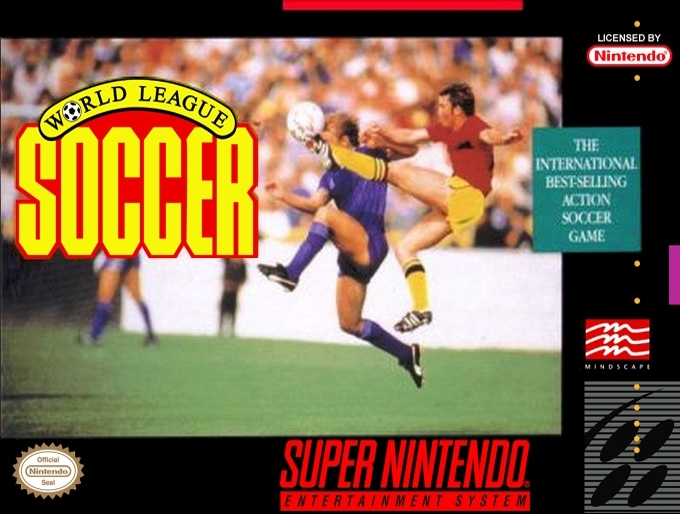 LICENSED BY
Nintendo®
WORLD LEAGUE
SOCCER
THE
INTERNATIONAL
BEST-SELLING
ACTION
SOCCER
GAME
MINDSCAPE
Official
Nintendo
Seal
SUPER NINTENDO®
ENTERTAINMENT SYSTEM